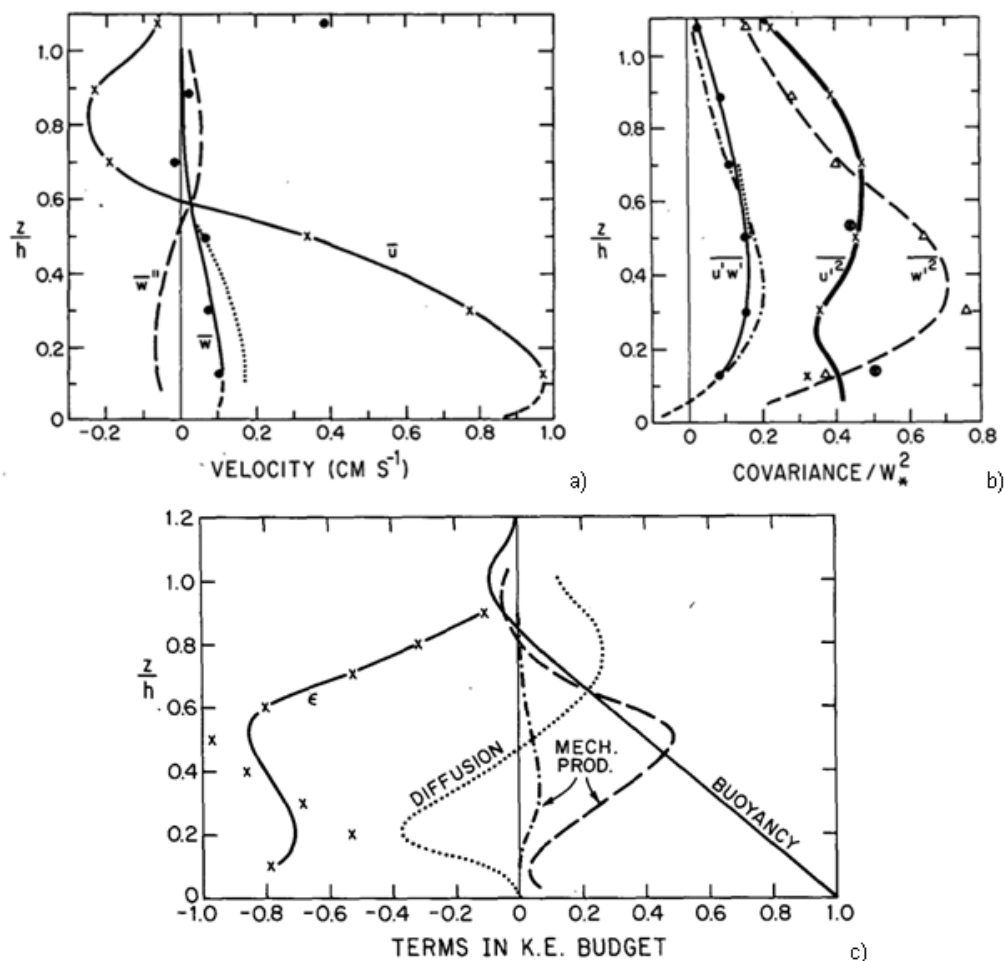 1.0
0.8
0.6
z/h
0.4
0.2
0
-0.2 0 0.2 0.4 0.6 0.8 1.0
w̅"
w̅
u̅
VELOCITY (CM S⁻¹)
a)
1.0
0.8
0.6
z/h
0.4
0.2
0
0 0.2 0.4 0.6 0.8
u'w'
u'²
w'²
COVARIANCE/W*²
b)
1.2
1.0
0.8
z/h
0.6
0.4
0.2
0
-1.0 -0.8 -0.6 -0.4 -0.2 0 0.2 0.4 0.6 0.8 1.0
ϵ
DIFFUSION
MECH.
PROD.
BUOYANCY
TERMS IN K.E. BUDGET
c)